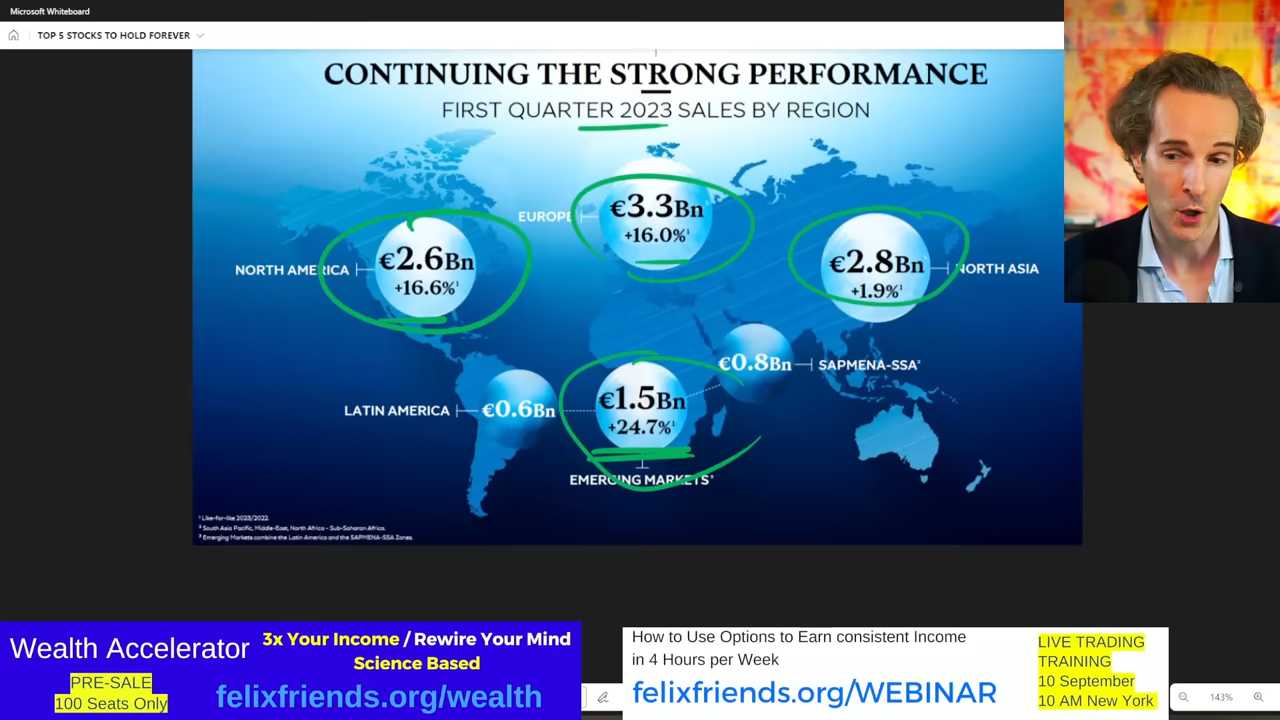 Microsoft Whiteboard
TOP 5 STOCKS TO HOLD FOREVER
CONTINUING THE STRONG PERFORMANCE
FIRST QUARTER 2023 SALES BY REGION
EUROPE
€3.3Bn
+16.0%¹
NORTH AMERICA
€2.6Bn
+16.6%¹
€2.8Bn
+1.9%¹
NORTH ASIA
€0.8Bn
SAPMENA-SSA²
LATIN AMERICA
€0.6Bn
€1.5Bn
+24.7%¹
EMERGING MARKETS³
¹ Like-for-like 2023/2022.
² South Asia Pacific, Middle-East, North Africa - Sub-Saharan Africa.
³ Emerging Markets combine the Latin America and the SAPMENA-SSA Zones.
Wealth Accelerator
PRE-SALE
100 Seats Only
3x Your Income / Rewire Your Mind
Science Based
felixfriends.org/wealth
How to Use Options to Earn consistent Income
in 4 Hours per Week
felixfriends.org/WEBINAR
LIVE TRADING
TRAINING
10 September
10 AM New York
143%